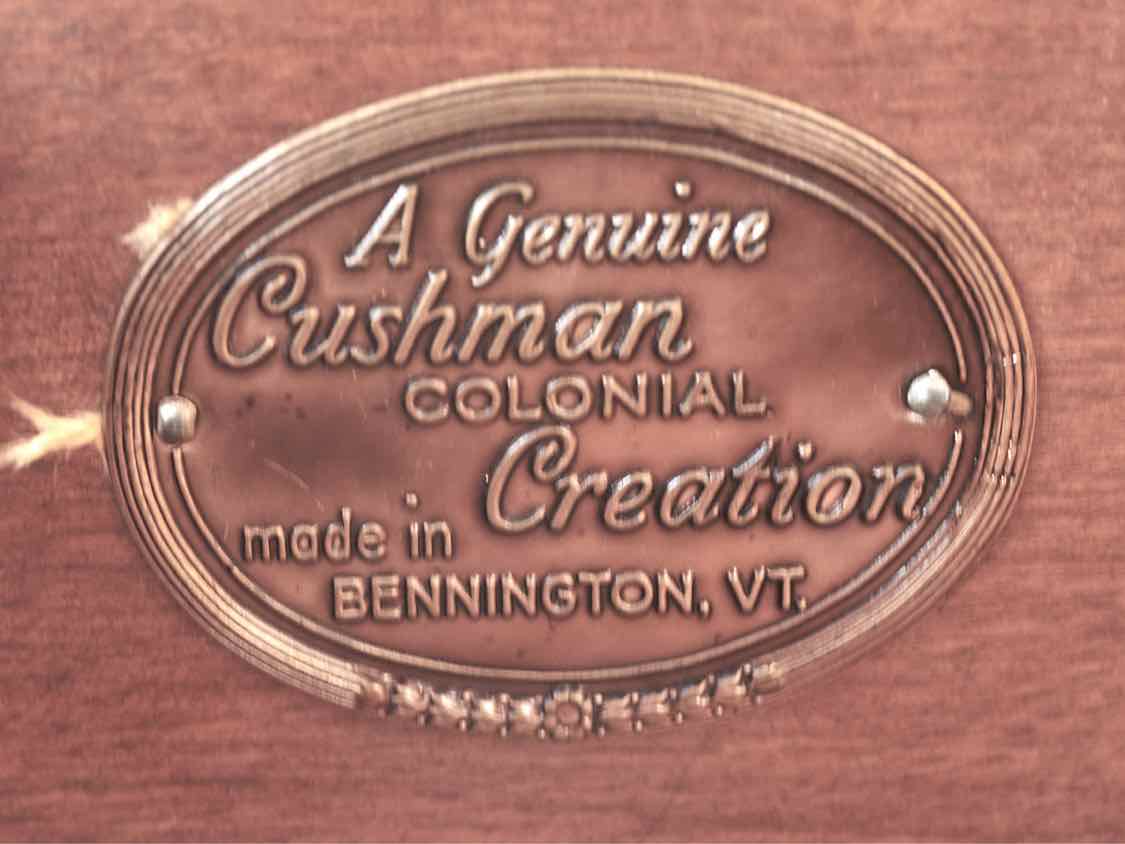 A Genuine
Cushman
COLONIAL
Creation
made in
BENNINGTON, VT.